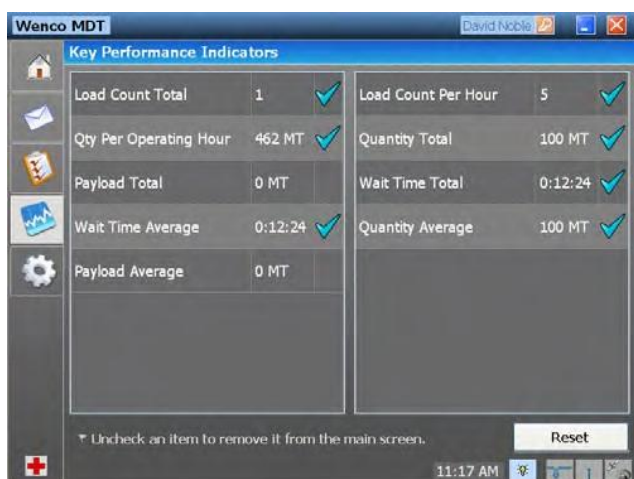 Wenco MDT David Noble
Key Performance Indicators
Load Count Total 1
Qty Per Operating Hour 462 MT
Payload Total 0 MT
Wait Time Average 0:12:24
Payload Average 0 MT
Load Count Per Hour 5
Quantity Total 100 MT
Wait Time Total 0:12:24
Quantity Average 100 MT
* Uncheck an item to remove it from the main screen.
Reset
11:17 AM